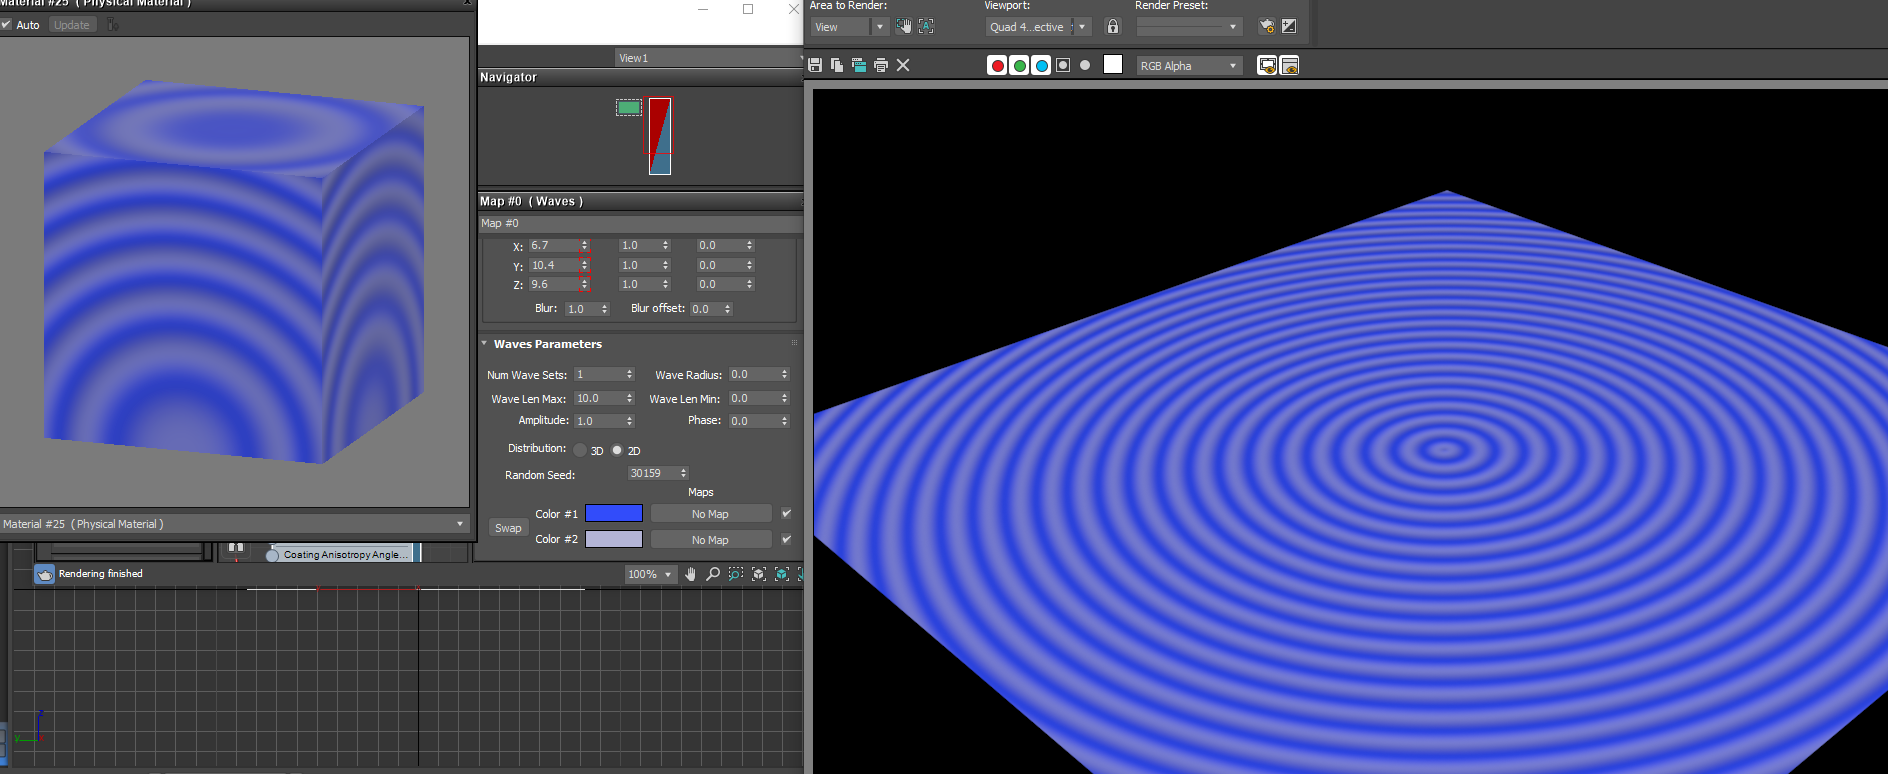 Material #25 ( Physical Material )
Auto
Update
View1
Navigator
Map #0 ( Waves )
Map #0
X: 6.7 1.0 0.0
Y: 10.4 1.0 0.0
Z: 9.6 1.0 0.0
Blur: 1.0 Blur offset: 0.0
Waves Parameters
Num Wave Sets: 1 Wave Radius: 0.0
Wave Len Max: 10.0 Wave Len Min: 0.0
Amplitude: 1.0 Phase: 0.0
Distribution: 3D 2D
Random Seed: 30159
Maps
Color #1 No Map
Swap
Color #2 No Map
Material #25 ( Physical Material )
Coating Anisotropy Angle...
Rendering finished
100%
Y
Area to Render: Viewport: Render Preset:
View Quad 4...ective
RGB Alpha